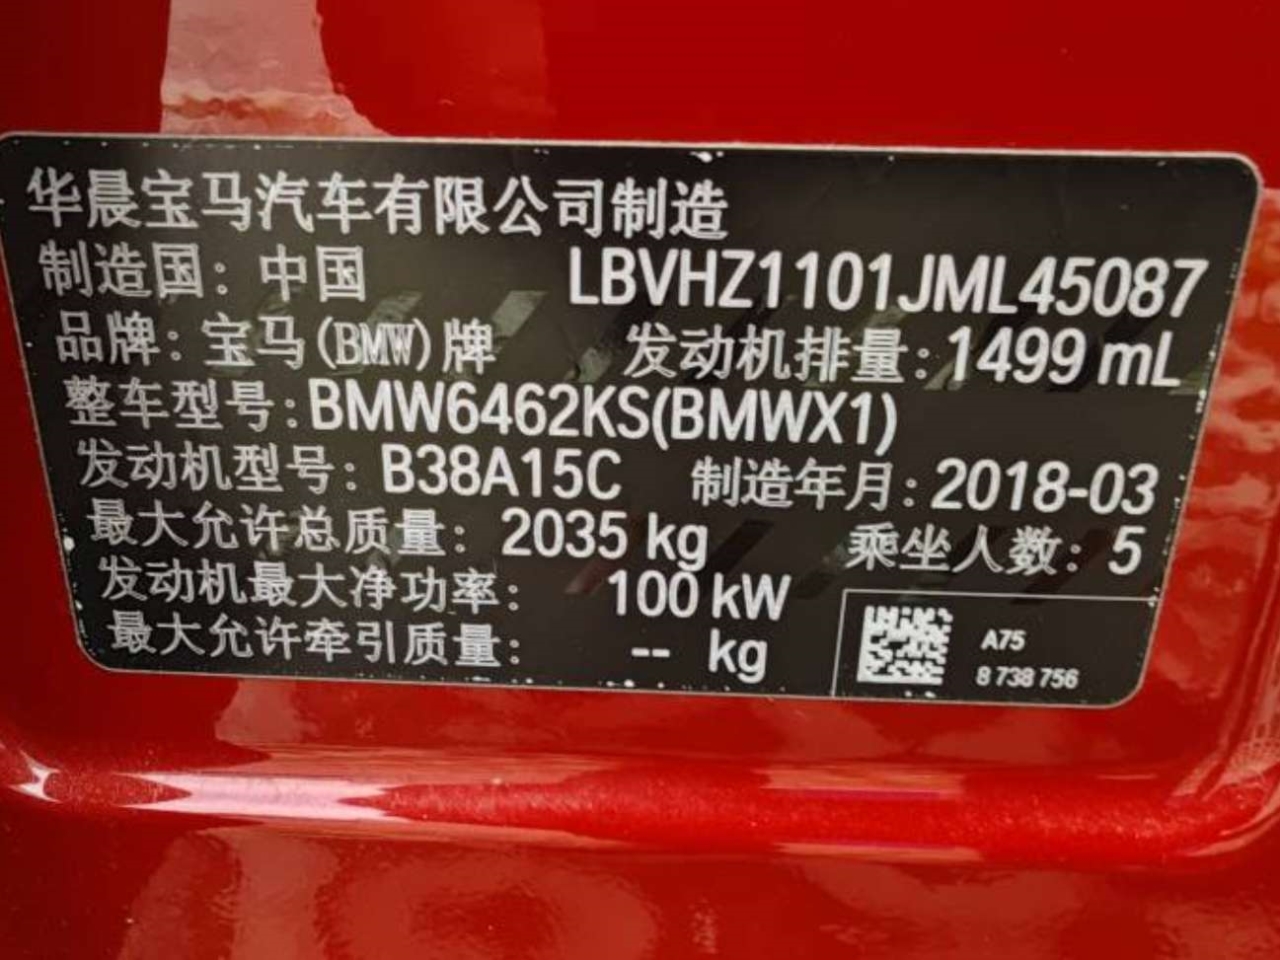 华晨宝马汽车有限公司制造
制造国：中国 LBVHZ1101JML45087
品牌：宝马(BMW)牌 发动机排量：1499 mL
整车型号：BMW6462KS(BMWX1)
发动机型号：B38A15C 制造年月：2018-03
最大允许总质量：2035 kg 乘坐人数：5
发动机最大净功率：100 kW
最大允许牵引质量：-- kg
A75
8 738 756